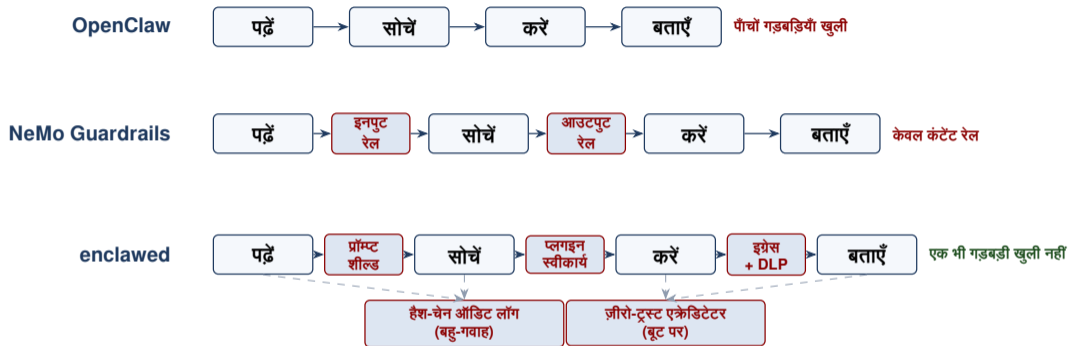 OpenClaw
पढ़ें
सोचें
करें
बताएँ
पाँचों गड़बड़ियाँ खुली
NeMo Guardrails
पढ़ें
इनपुट
रेल
सोचें
आउटपुट
रेल
करें
बताएँ
केवल कंटेंट रेल
enclawed
पढ़ें
प्रॉम्प्ट
शील्ड
सोचें
प्लगइन
स्वीकार्य
करें
इग्रेस
+ DLP
बताएँ
एक भी गड़बड़ी खुली नहीं
हैश-चेन ऑडिट लॉग
(बहु-गवाह)
ज़ीरो-ट्रस्ट एक्रेडिटेटर
(बूट पर)